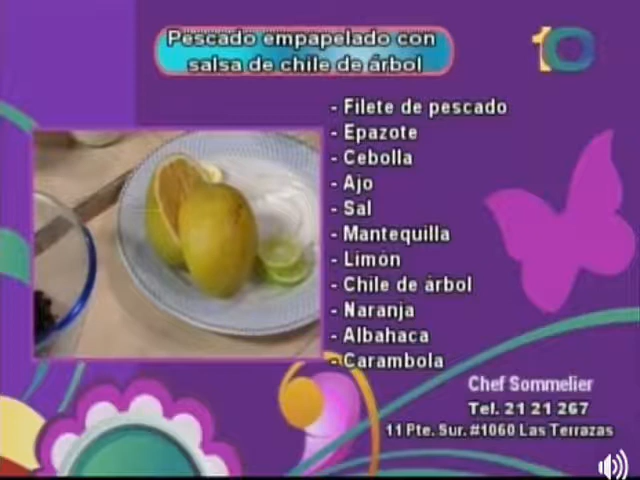 Pescado empapelado con
salsa de chile de árbol
10
- Filete de pescado
- Epazote
- Cebolla
- Ajo
- Sal
- Mantequilla
- Limón
- Chile de árbol
- Naranja
- Albahaca
- Carambola
Chef Sommelier
Tel. 21 21 267
11 Pte. Sur. #1060 Las Terrazas